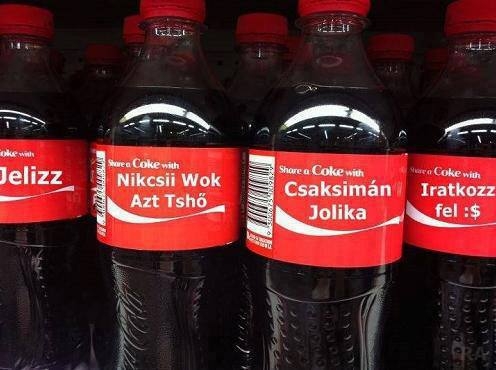 oke with
Jelizz
Share a Coke with
Nikcsii Wok
Azt Tshő
Share a Coke with
Csaksimán
Jolika
Share a Coke with
Iratkozz
fel :$